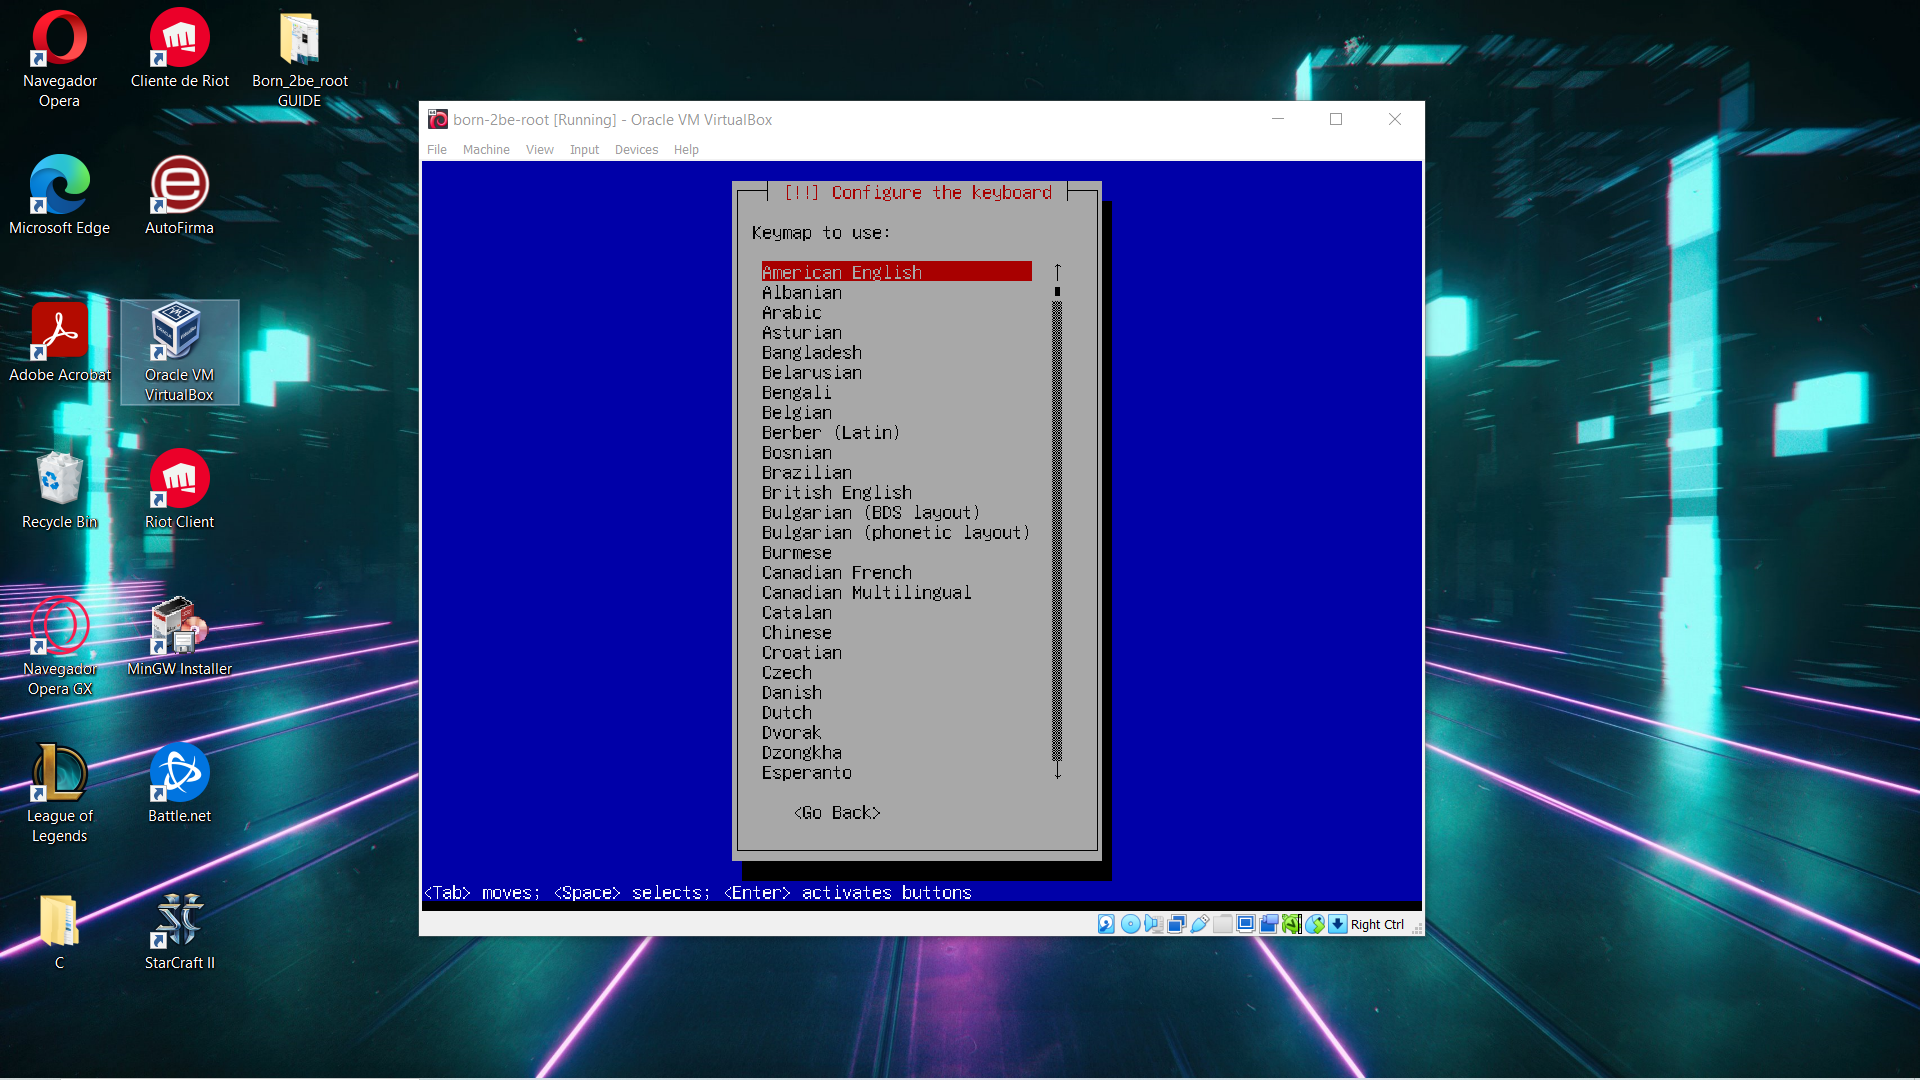 Navegador
Opera
Cliente de Riot
Born_2be_root
GUIDE
Microsoft Edge
AutoFirma
Adobe Acrobat
Oracle VM
VirtualBox
Recycle Bin
Riot Client
Navegador
Opera GX
MinGW Installer
League of
Legends
Battle.net
C
StarCraft II
born-2be-root [Running] - Oracle VM VirtualBox
File Machine View Input Devices Help
[!!] Configure the keyboard
Keymap to use:
American English
Albanian
Arabic
Asturian
Bangladesh
Belarusian
Bengali
Belgian
Berber (Latin)
Bosnian
Brazilian
British English
Bulgarian (BDS layout)
Bulgarian (phonetic layout)
Burmese
Canadian French
Canadian Multilingual
Catalan
Chinese
Croatian
Czech
Danish
Dutch
Dvorak
Dzongkha
Esperanto
<Go Back>
<Tab> moves; <Space> selects; <Enter> activates buttons
Right Ctrl